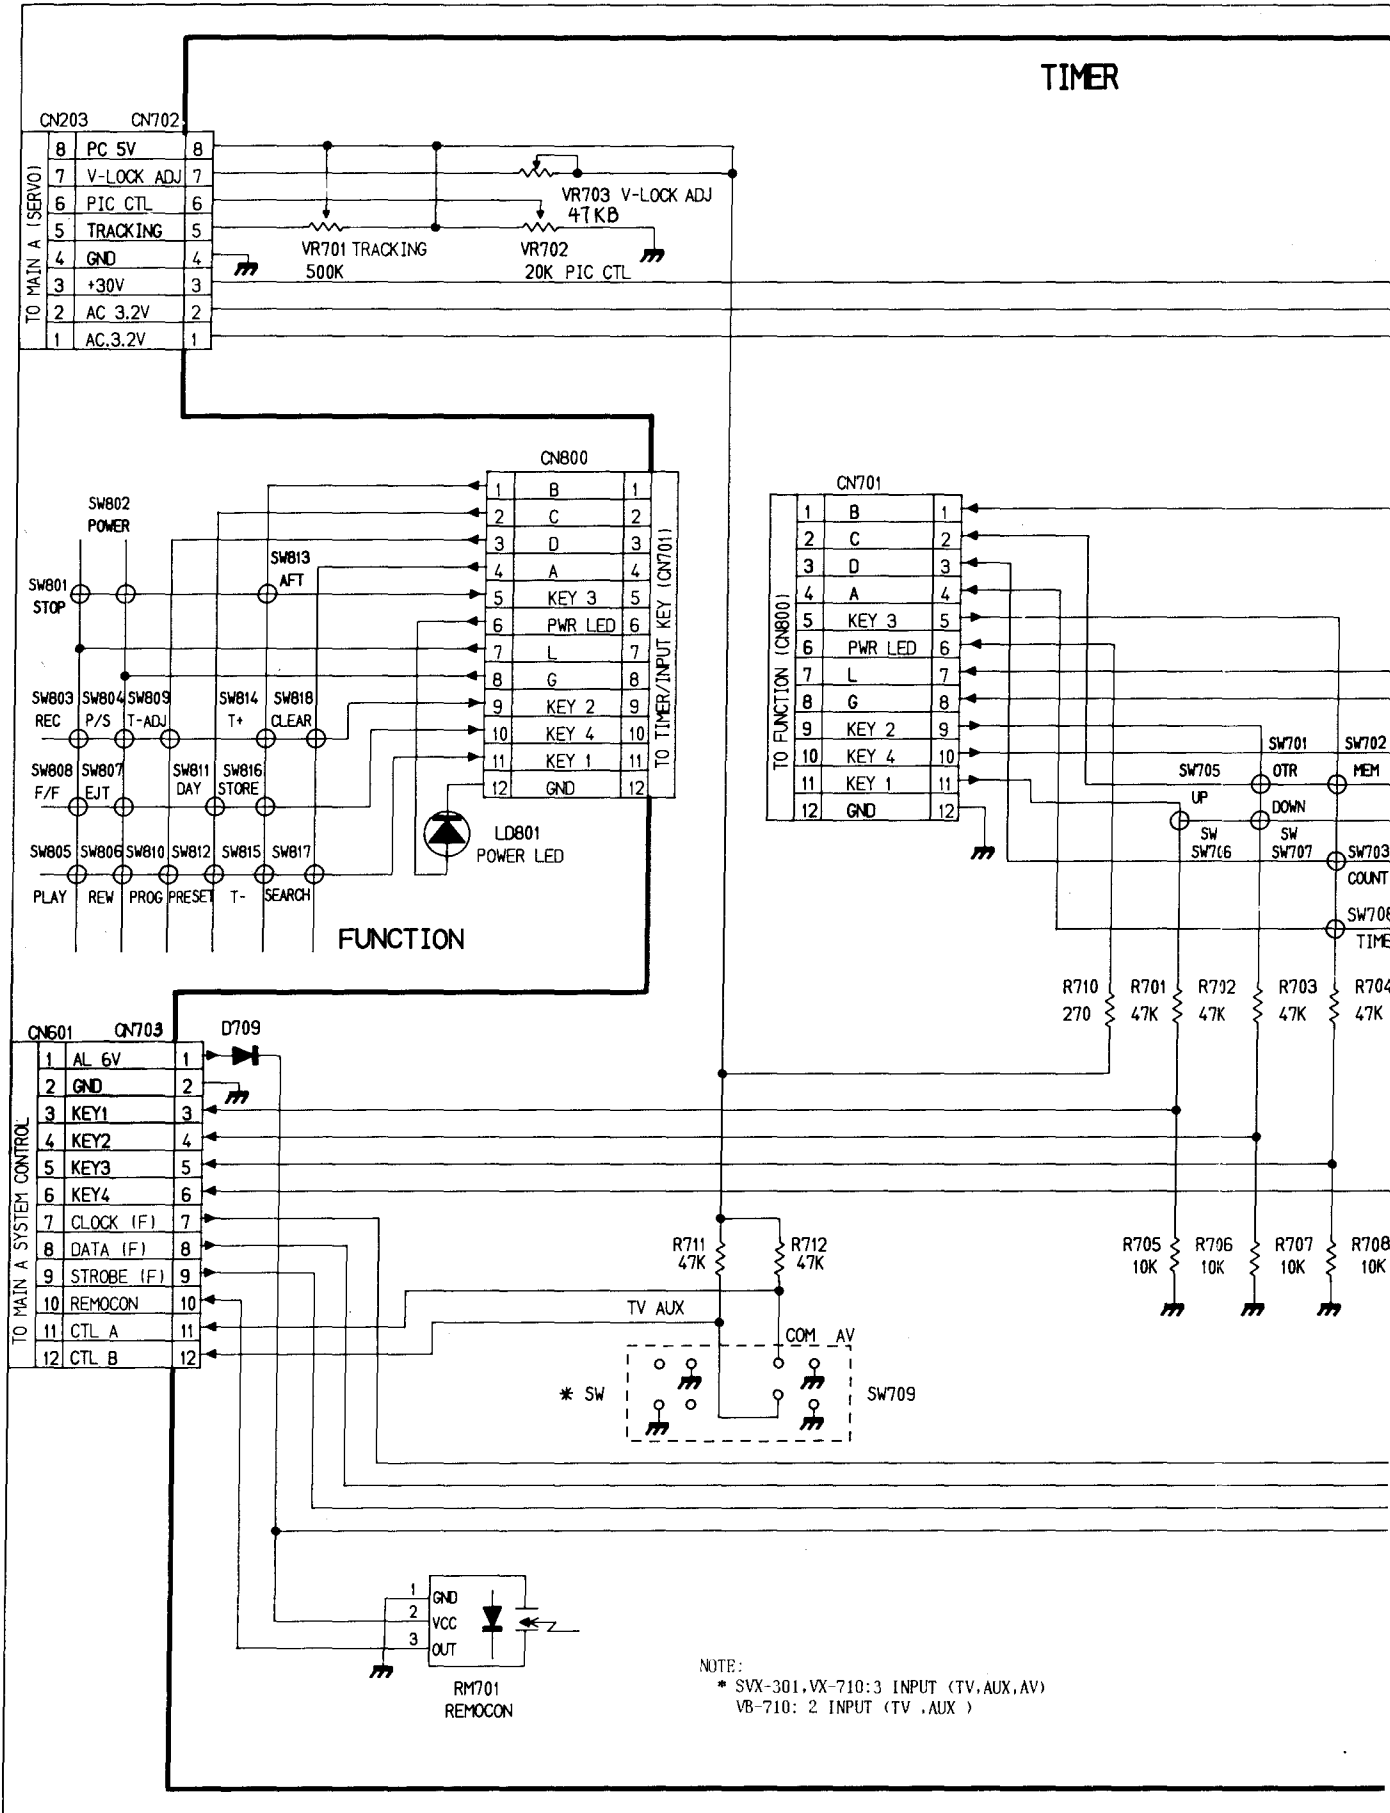 TIMER
CN203 CN702
TO MAIN A (SERVO)
8 PC 5V 8
7 V-LOCK ADJ 7
6 PIC CTL 6
5 TRACKING 5
4 GND 4
3 +30V 3
2 AC 3.2V 2
1 AC.3.2V 1
VR703 V-LOCK ADJ
47KB
VR701 TRACKING
500K
VR702
20K PIC CTL
CN800
1 B 1
2 C 2
3 D 3
4 A 4
5 KEY 3 5
6 PWR LED 6
7 L 7
8 G 8
9 KEY 2 9
10 KEY 4 10
11 KEY 1 11
12 GND 12
TO TIMER/INPUT KEY (CN701)
SW802
POWER
SW813
AFT
SW801
STOP
SW803 SW804 SW809 SW814 SW818
REC P/S T-ADJ T+ CLEAR
SW808 SW807 SW811 SW816
F/F EJT DAY STORE
SW805 SW806 SW810 SW812 SW815 SW817
PLAY REW PROG PRESET T- SEARCH
LD801
POWER LED
FUNCTION
CN701
TO FUNCTION (CN800)
1 B 1
2 C 2
3 D 3
4 A 4
5 KEY 3 5
6 PWR LED 6
7 L 7
8 G 8
9 KEY 2 9
10 KEY 4 10
11 KEY 1 11
12 GND 12
SW701 SW702
OTR MEM
SW705
UP
DOWN
SW SW
SW706 SW707
SW703
COUNT
SW708
TIME
R710 R701 R702 R703 R704
270 47K 47K 47K 47K
CN601 CN703 D709
TO MAIN A SYSTEM CONTROL
1 AL 6V 1
2 GND 2
3 KEY1 3
4 KEY2 4
5 KEY3 5
6 KEY4 6
7 CLOCK (F) 7
8 DATA (F) 8
9 STROBE (F) 9
10 REMOCON 10
11 CTL A 11
12 CTL B 12
R711 R712
47K 47K
R705 R706 R707 R708
10K 10K 10K 10K
TV AUX
COM AV
* SW
SW709
1 GND
2 VCC
3 OUT
RM701
REMOCON
NOTE:
* SVX-301,VX-710:3 INPUT (TV,AUX,AV)
VB-710: 2 INPUT (TV ,AUX )